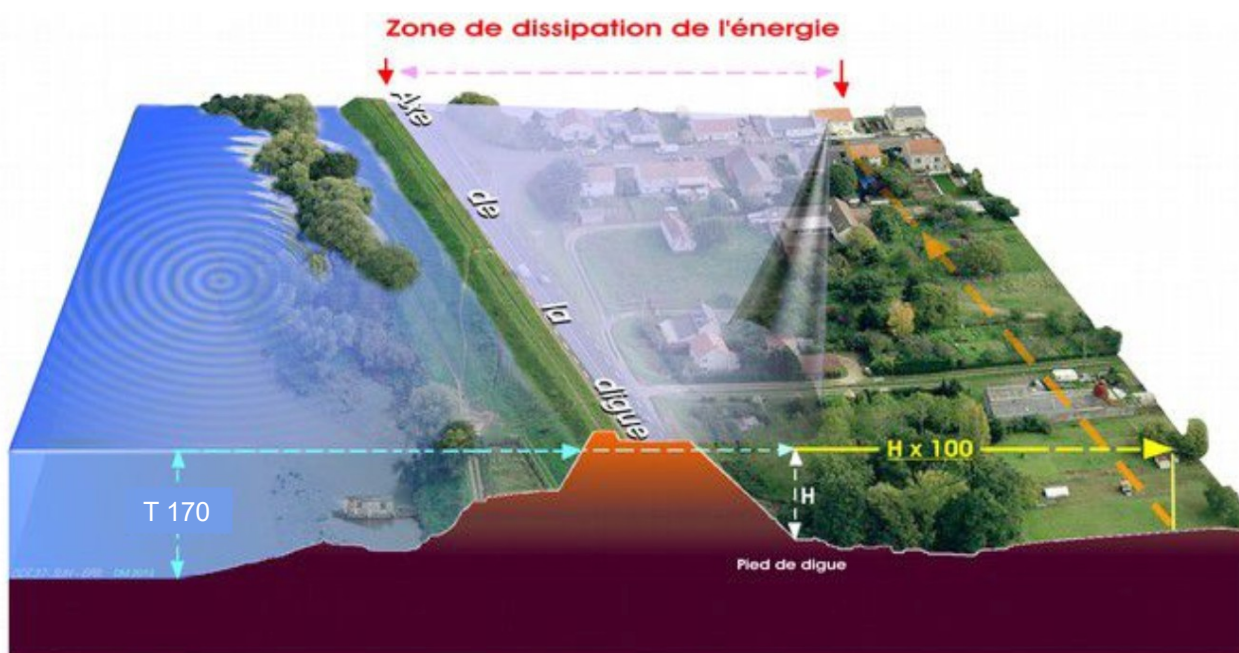 Zone de dissipation de l'énergie
Axe de la digue
H x 100
T 170
H
Pied de digue